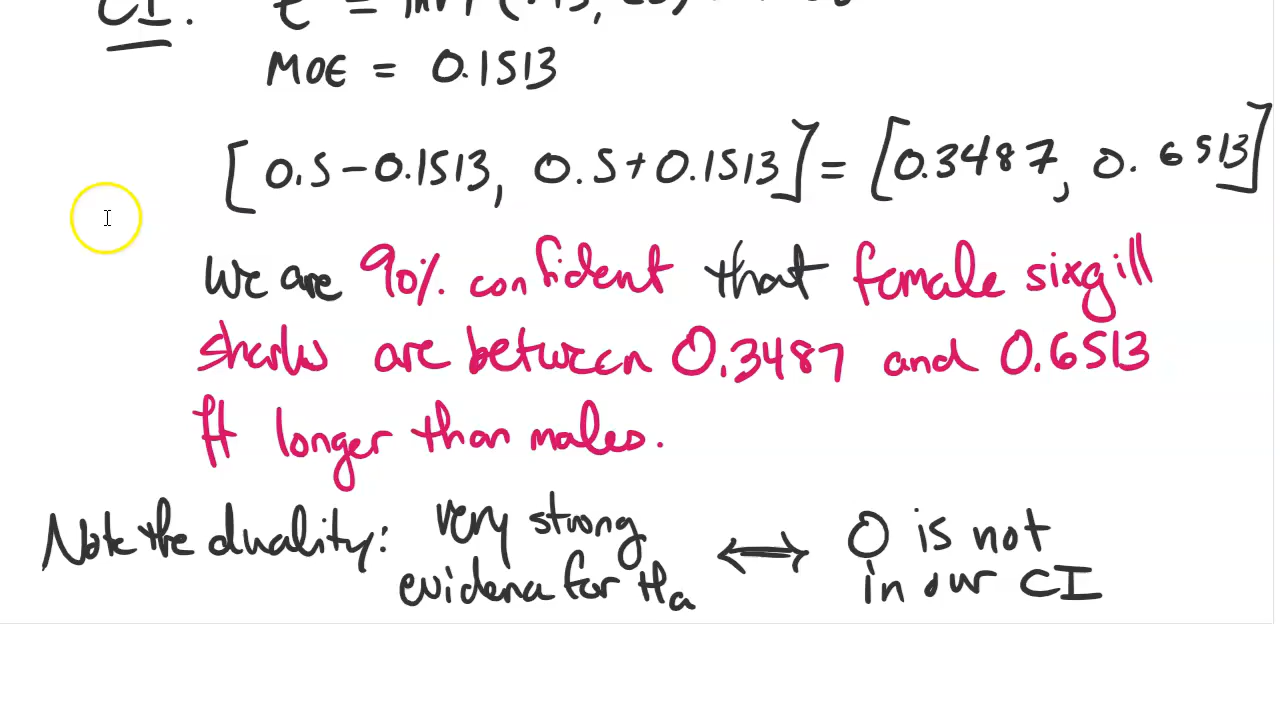 CI:
MOE = 0.1513
[0.5 - 0.1513, 0.5 + 0.1513] = [0.3487, 0.6513]
We are 90% confident that female sixgill
sharks are between 0.3487 and 0.6513
ft longer than males.
Note the duality: very strong evidence for Ha ⟷ 0 is not in our CI